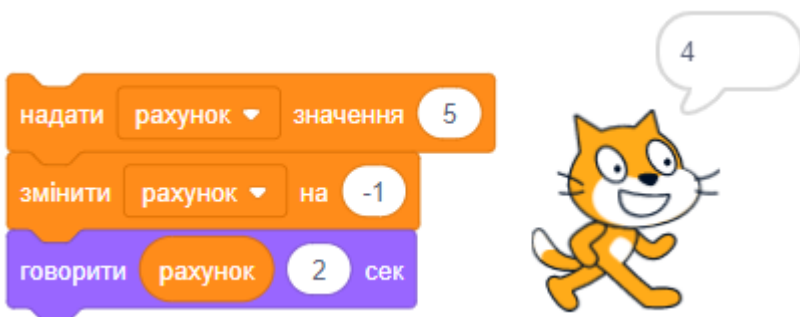 4
надати рахунок значення 5
змінити рахунок на -1
говорити рахунок 2 сек